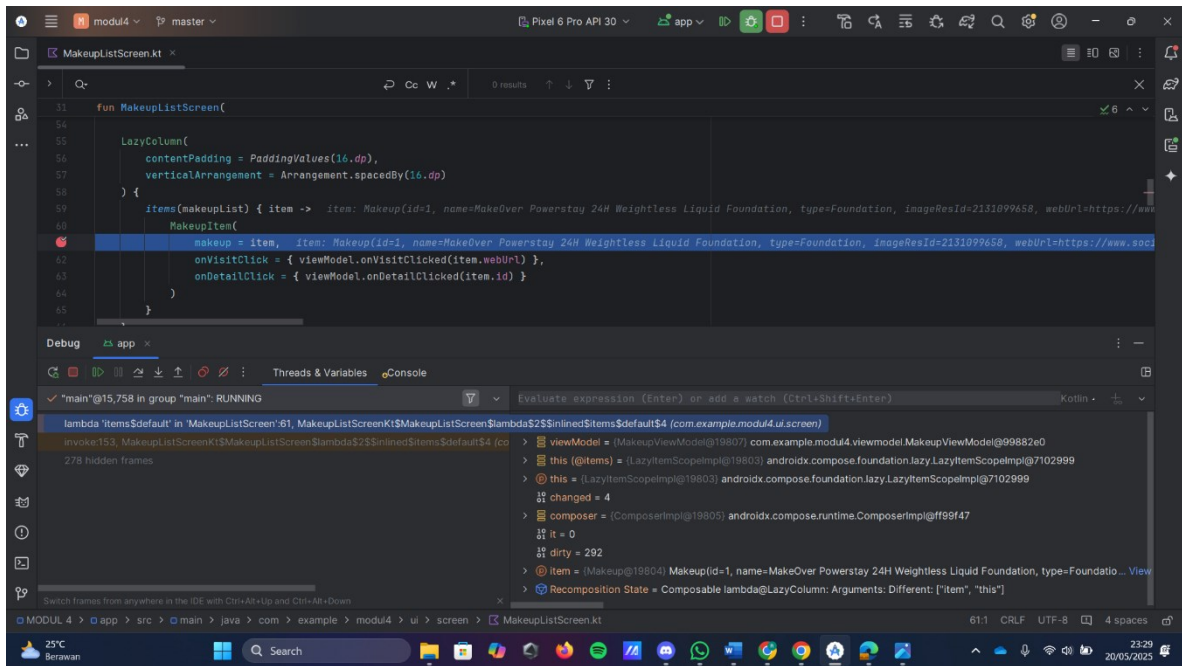 M modul4 master Pixel 6 Pro API 30 app
MakeupListScreen.kt
Cc W .* 0 results
31 fun MakeupListScreen( 6
54
55 LazyColumn(
56 contentPadding = PaddingValues(16.dp),
57 verticalArrangement = Arrangement.spacedBy(16.dp)
58 ) {
59 items(makeupList) { item -> item: Makeup(id=1, name=MakeOver Powerstay 24H Weightless Liquid Foundation, type=Foundation, imageResId=2131099658, webUrl=https://www
60 MakeupItem(
makeup = item, item: Makeup(id=1, name=MakeOver Powerstay 24H Weightless Liquid Foundation, type=Foundation, imageResId=2131099658, webUrl=https://www.soci
62 onVisitClick = { viewModel.onVisitClicked(item.webUrl) },
63 onDetailClick = { viewModel.onDetailClicked(item.id) }
64 )
65 }
Debug app
Threads & Variables Console
"main"@15,758 in group "main": RUNNING
Evaluate expression (Enter) or add a watch (Ctrl+Shift+Enter) Kotlin
lambda 'items$default' in 'MakeupListScreen':61, MakeupListScreenKt$MakeupListScreen$lambda$2$$inlined$items$default$4 (com.example.modul4.ui.screen)
invoke:153, MakeupListScreenKt$MakeupListScreen$lambda$2$$inlined$items$default$4 (co
278 hidden frames
viewModel = {MakeupViewModel@19807} com.example.modul4.viewmodel.MakeupViewModel@99882e0
this (@items) = {LazyItemScopeImpl@19803} androidx.compose.foundation.lazy.LazyItemScopeImpl@7102999
this = {LazyItemScopeImpl@19803} androidx.compose.foundation.lazy.LazyItemScopeImpl@7102999
changed = 4
composer = {ComposerImpl@19805} androidx.compose.runtime.ComposerImpl@ff99f47
it = 0
dirty = 292
item = {Makeup@19804} Makeup(id=1, name=MakeOver Powerstay 24H Weightless Liquid Foundation, type=Foundatio... View
Recomposition State = Composable lambda@LazyColumn: Arguments: Different: ["item", "this"]
Switch frames from anywhere in the IDE with Ctrl+Alt+Up and Ctrl+Alt+Down
MODUL 4 > app > src > main > java > com > example > modul4 > ui > screen > MakeupListScreen.kt 61:1 CRLF UTF-8 4 spaces
25°C
Berawan
Search
23:29
20/05/2025